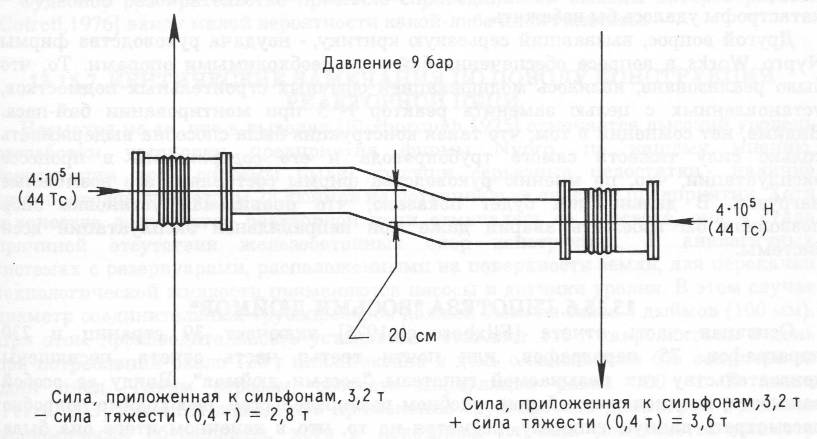 Давление 9 бар
4·10⁵ Н
(44 Тс)
4·10⁵ Н
(44 Тс)
20 см
Сила, приложенная к сильфонам, 3,2 т
− Сила тяжести (0,4 т) = 2,8 т
Сила, приложенная к сильфонам,3,2 т
+ сила тяжести (0,4 т) = 3,6 т